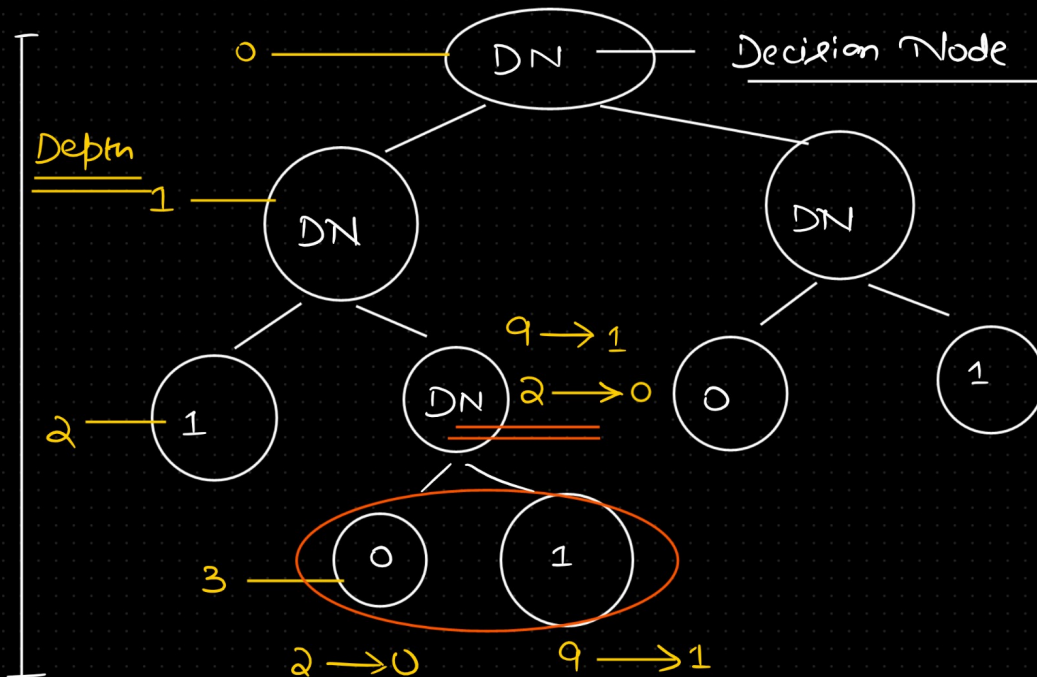 0 DN Decision Node
Depth
1 DN DN
9 → 1
2 → 0
2 1 DN 0 1
3 0 1
2 → 0 9 → 1